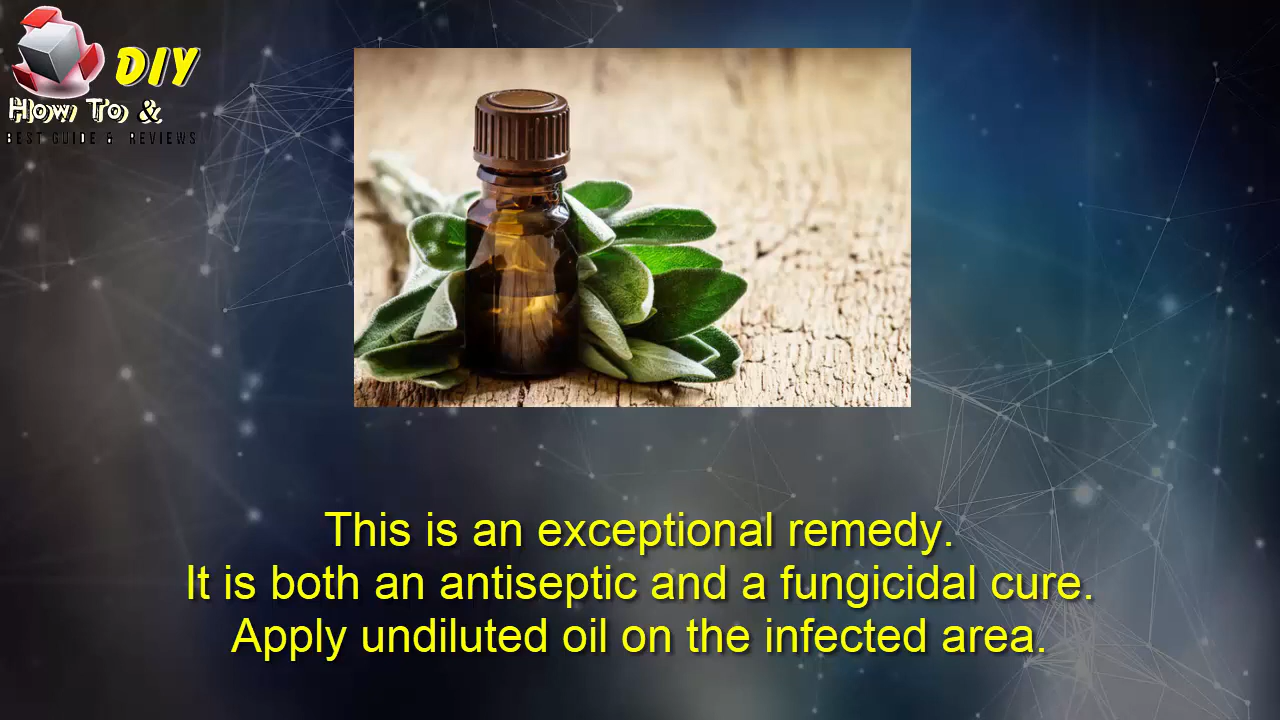 DIY
How To &
BEST GUIDE & REVIEWS
This is an exceptional remedy.
It is both an antiseptic and a fungicidal cure.
Apply undiluted oil on the infected area.